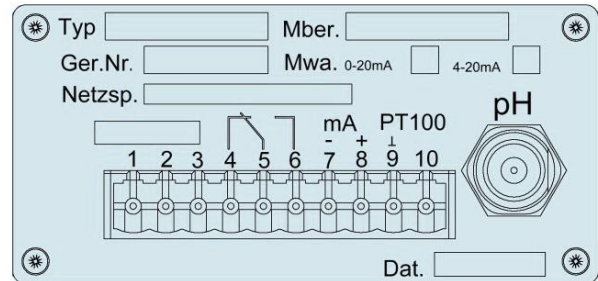 Typ Mber.
Ger.Nr. Mwa. 0-20mA 4-20mA
Netzsp.
pH
mA PT100
- + ⊥
1 2 3 4 5 6 7 8 9 10
Dat.